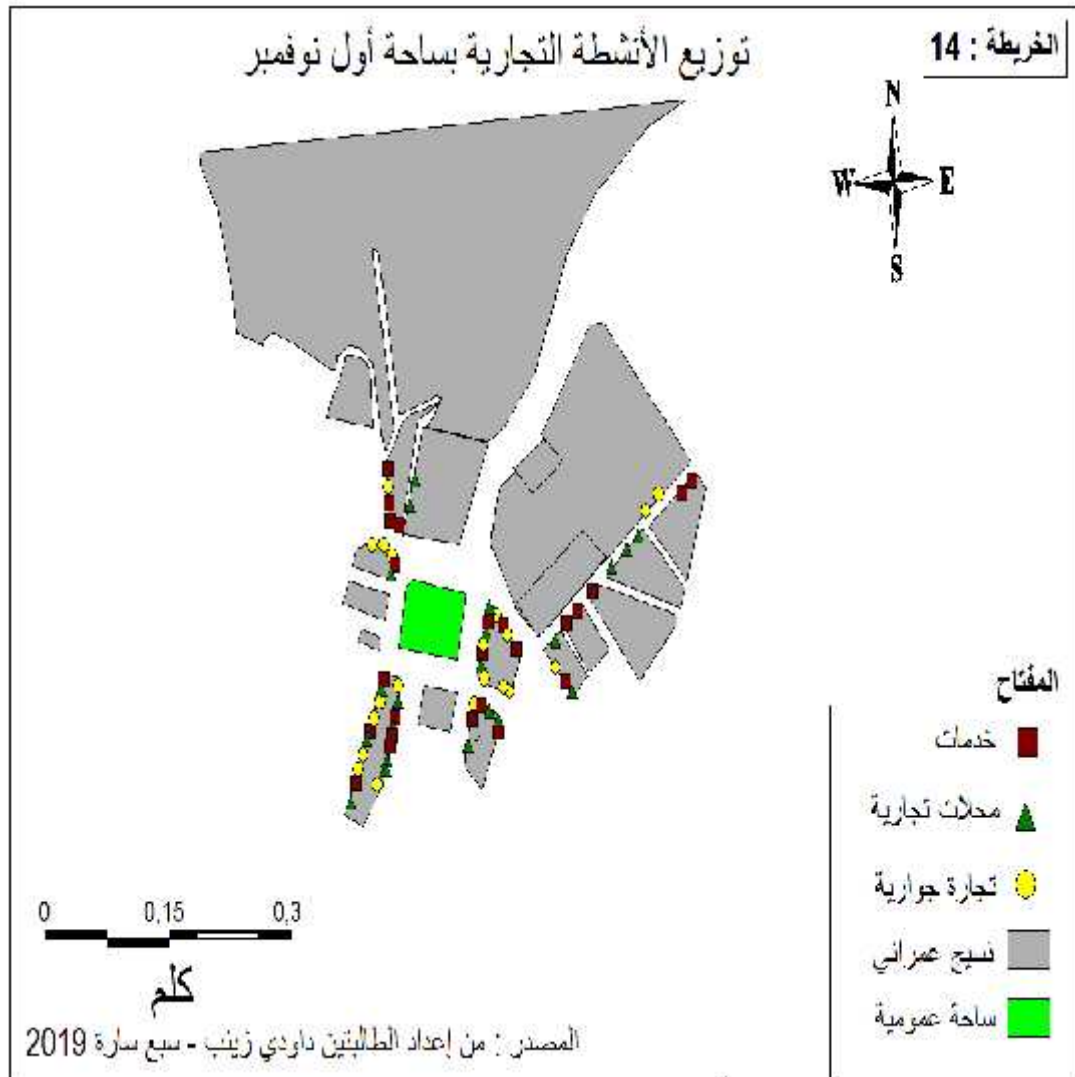 الخريطة : 14
توزيع الأنشطة التجارية بساحة أول نوفمبر
N
W E
S
المفتاح
خدمات
محلات تجارية
تجارة جوارية
نسيج عمراني
ساحة عمومية
0 0,15 0,3
كلم
المصدر : من إعداد الطالبتين داودي زينب - سبع سارة 2019